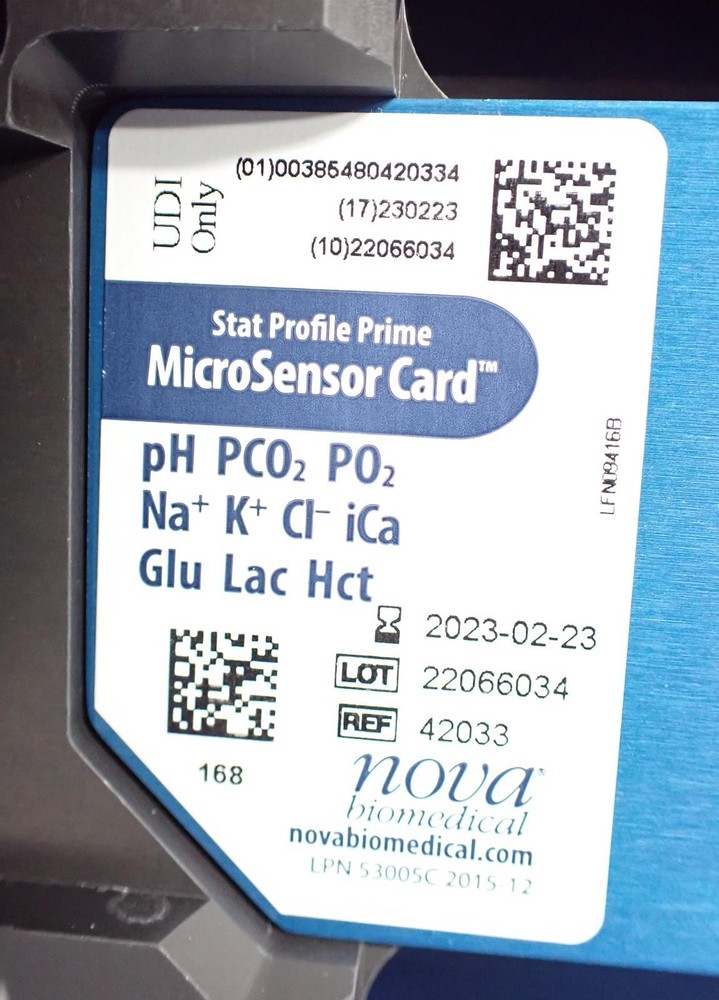 UDI
Only
(01)00385480420334
(17)230223
(10)22066034
Stat Profile Prime
MicroSensor Card™
pH PCO₂ PO₂
Na⁺ K⁺ Cl⁻ iCa
Glu Lac Hct
LFN09416B
2023-02-23
LOT 22066034
REF 42033
168
nova®
biomedical
novabiomedical.com
LPN 53005C 2015-12